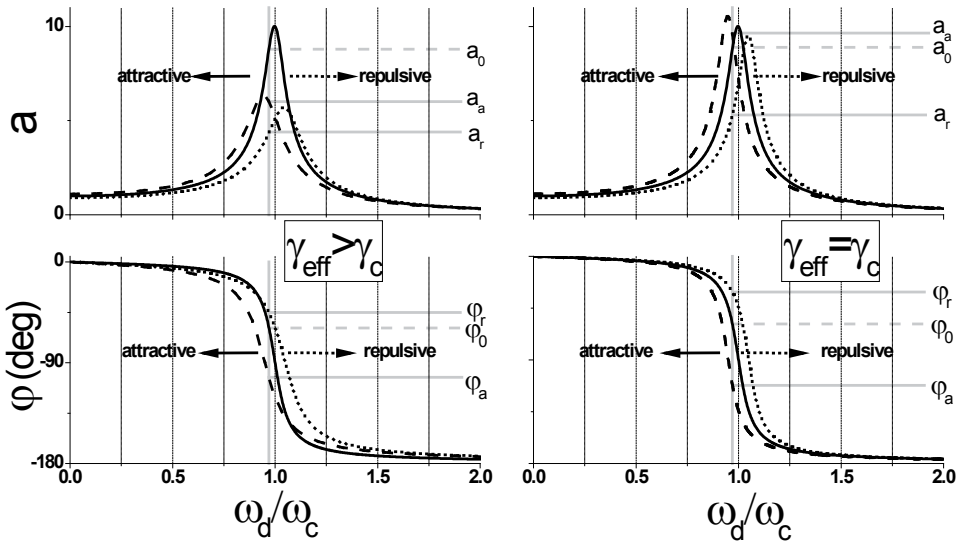 10
a₀
attractive
repulsive
aₐ
a
aᵣ
0
γeff>γc
0
φᵣ
φ₀
attractive
repulsive
-90
φₐ
φ (deg)
-180
0.0 0.5 1.0 1.5 2.0
ωd/ωc
10
aₐ
a₀
attractive
repulsive
aᵣ
0
γeff=γc
φᵣ
φ₀
attractive
repulsive
φₐ
0.0 0.5 1.0 1.5 2.0
ωd/ωc